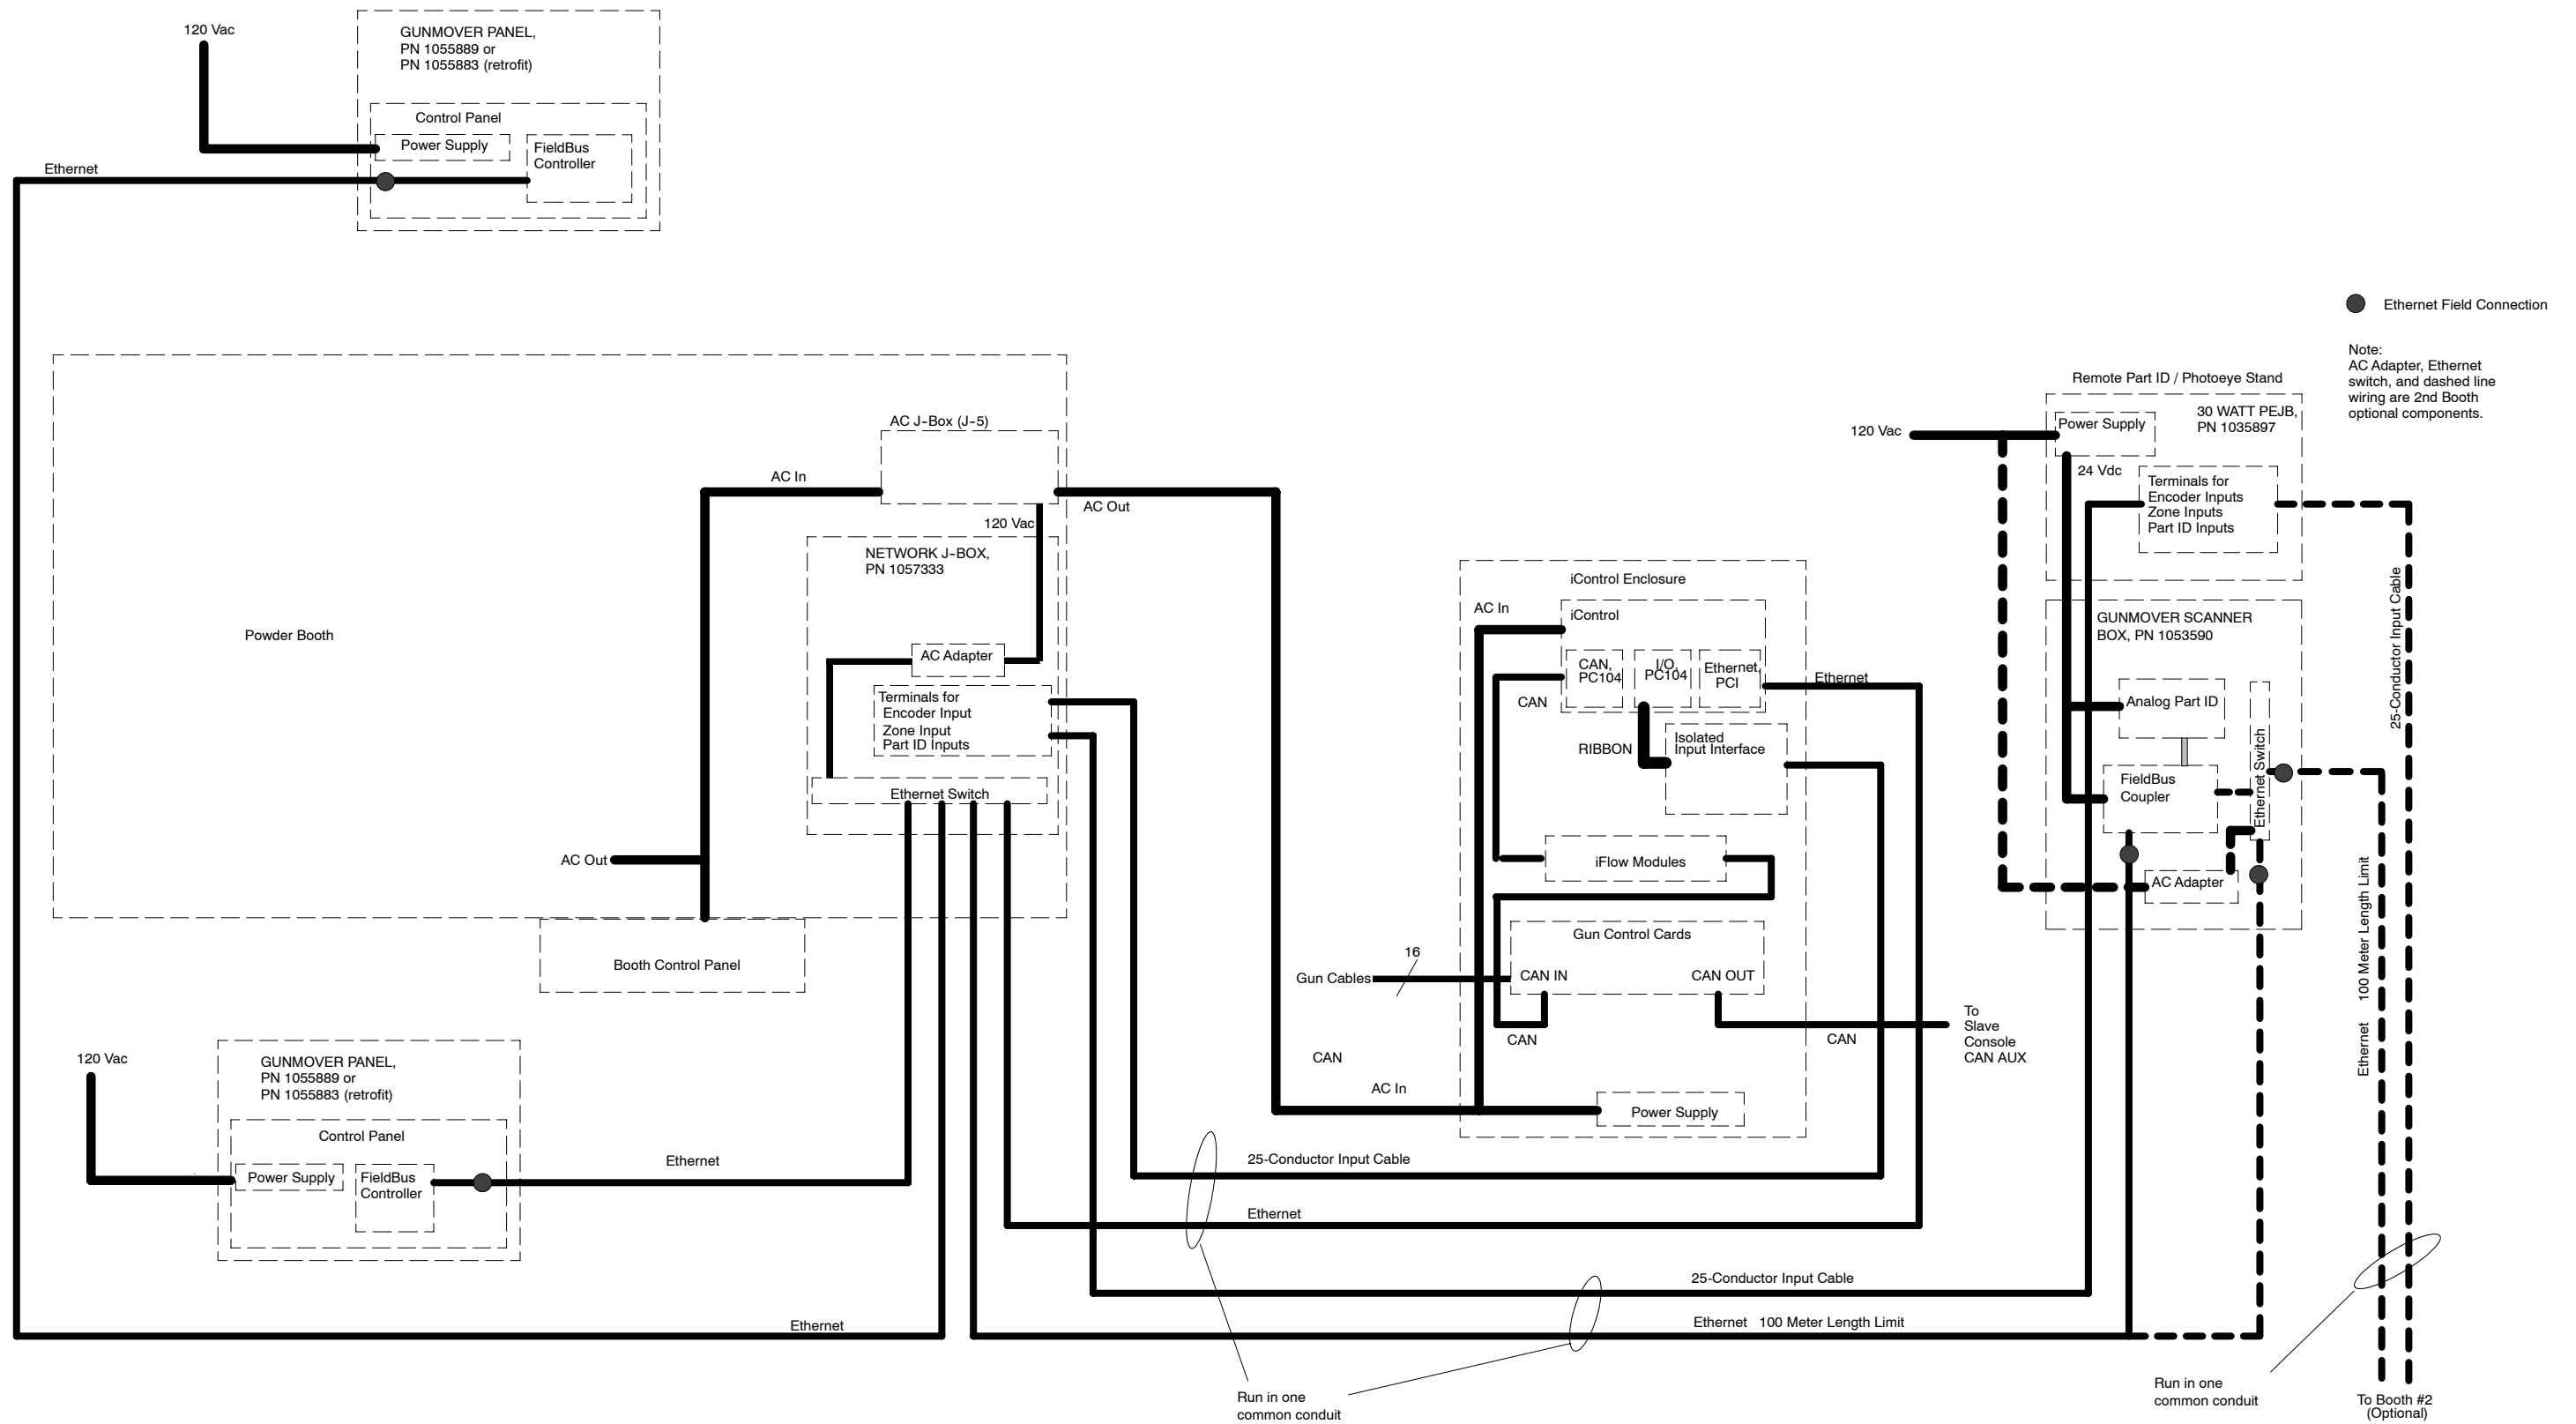 120 Vac
GUNMOVER PANEL,
PN 1055889 or
PN 1055883 (retrofit)
Control Panel
Power Supply
FieldBus
Controller
Ethernet
Ethernet Field Connection
Note:
AC Adapter, Ethernet
switch, and dashed line
wiring are 2nd Booth
optional components.
Powder Booth
AC J-Box (J-5)
AC In
AC Out
120 Vac
NETWORK J-BOX,
PN 1057333
AC Adapter
Terminals for
Encoder Input
Zone Input
Part ID Inputs
Ethernet Switch
AC Out
Booth Control Panel
120 Vac
GUNMOVER PANEL,
PN 1055889 or
PN 1055883 (retrofit)
Control Panel
Power Supply
FieldBus
Controller
Ethernet
Ethernet
iControl Enclosure
AC In
iControl
CAN,
PC104
I/O,
PC104
Ethernet,
PCI
Ethernet
CAN
RIBBON
Isolated
Input Interface
iFlow Modules
Gun Control Cards
16
Gun Cables
CAN IN
CAN OUT
CAN
CAN
CAN
To
Slave
Console
CAN AUX
AC In
Power Supply
25-Conductor Input Cable
Ethernet
25-Conductor Input Cable
Ethernet 100 Meter Length Limit
Run in one
common conduit
Remote Part ID / Photoeye Stand
120 Vac
Power Supply
30 WATT PEJB,
PN 1035897
24 Vdc
Terminals for
Encoder Inputs
Zone Inputs
Part ID Inputs
GUNMOVER SCANNER
BOX, PN 1053590
Analog Part ID
FieldBus
Coupler
Ethernet Switch
AC Adapter
25-Conductor Input Cable
Ethernet 100 Meter Length Limit
Run in one
common conduit
To Booth #2
(Optional)